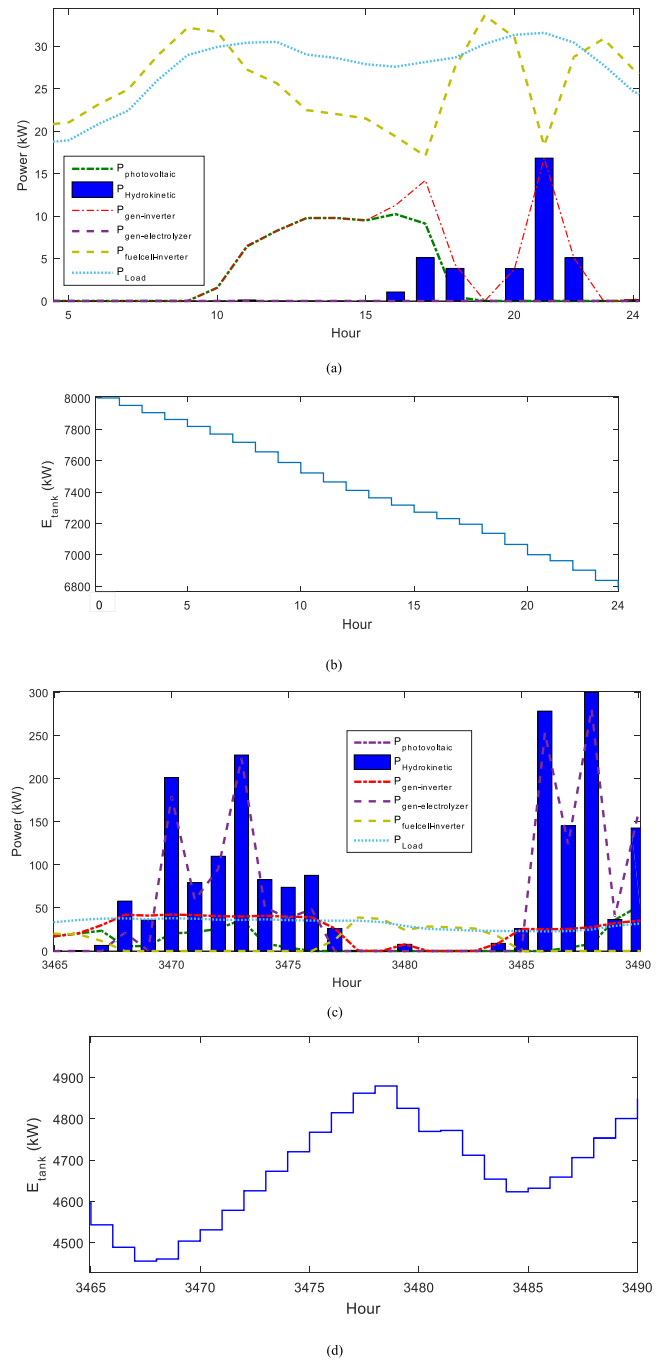 30
25
20
15
10
5
0
Power (kW)
P photovoltaic
P Hydrokinetic
P gen-inverter
P gen-electrolyzer
P fuelcell-inverter
P Load
5 10 15 20 24
Hour
(a)
8000
7800
7600
7400
7200
7000
6800
E tank (kW)
0 5 10 15 20 24
Hour
(b)
300
250
200
150
100
50
0
Power (kW)
P photovoltaic
P Hydrokinetic
P gen-inverter
P gen-electrolyzer
P fuelcell-inverter
P Load
3465 3470 3475 3480 3485 3490
Hour
(c)
4900
4800
4700
4600
4500
E tank (kW)
3465 3470 3475 3480 3485 3490
Hour
(d)